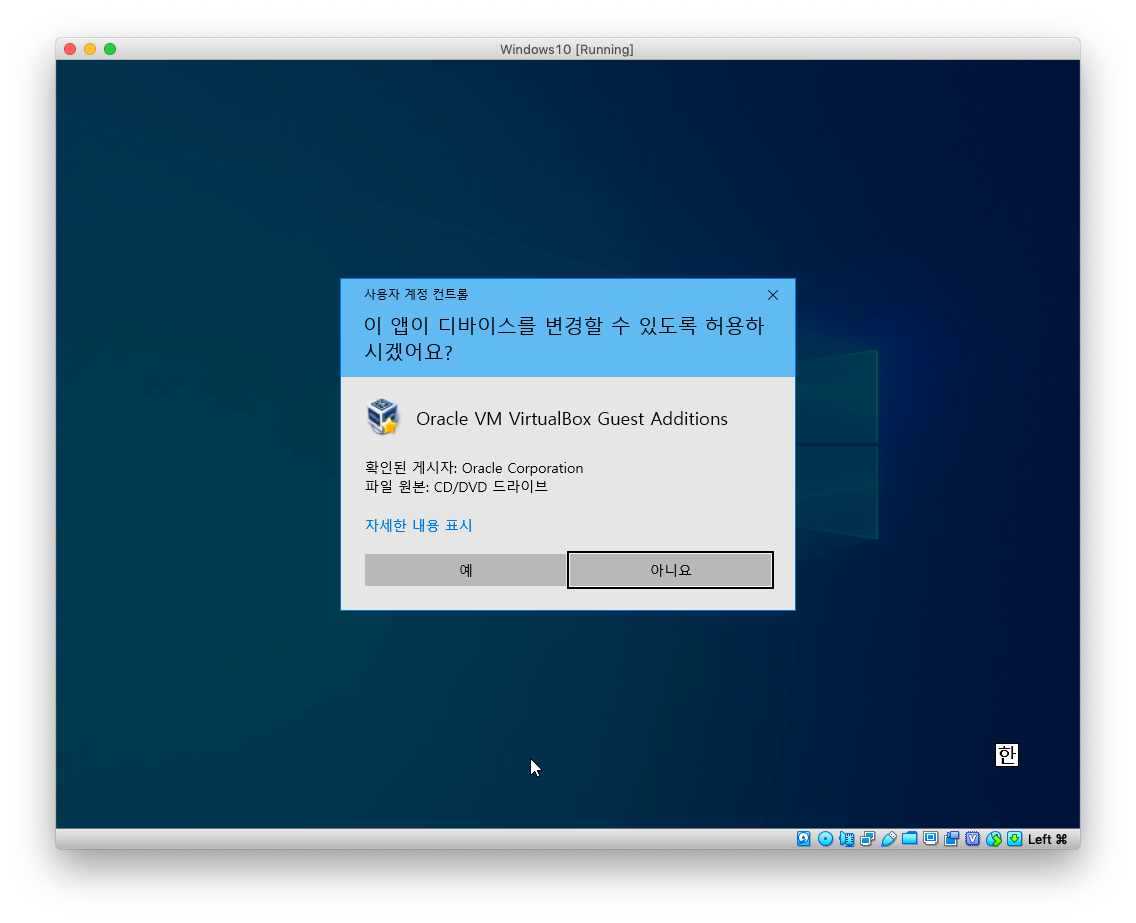 Windows10 [Running]
사용자 계정 컨트롤
이 앱이 디바이스를 변경할 수 있도록 허용하
시겠어요?
Oracle VM VirtualBox Guest Additions
확인된 게시자: Oracle Corporation
파일 원본: CD/DVD 드라이브
자세한 내용 표시
예
아니요
한
Left ⌘